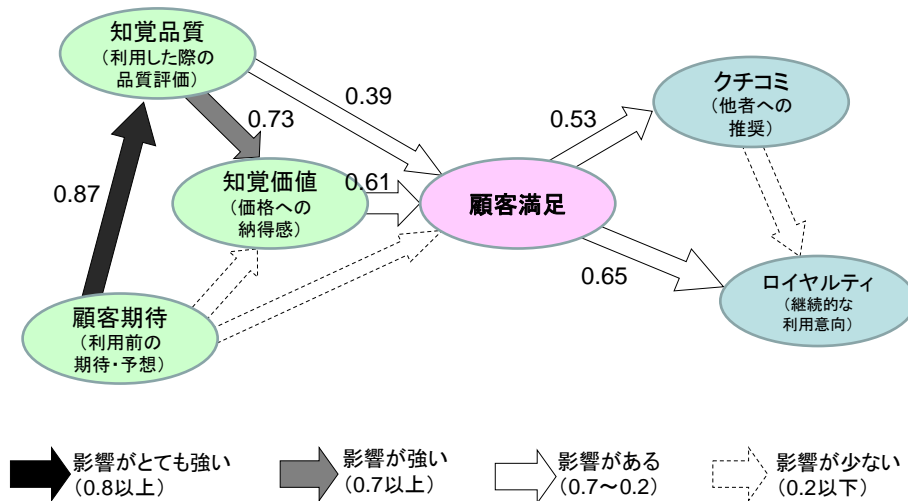 知覚品質
(利用した際の
品質評価)
0.39
クチコミ
(他者への
推奨)
0.53
0.73
0.87
知覚価値
(価格への
納得感)
0.61
顧客満足
0.65
ロイヤルティ
(継続的な
利用意向)
顧客期待
(利用前の
期待・予想)
影響がとても強い
(0.8以上)
影響が強い
(0.7以上)
影響がある
(0.7～0.2)
影響が少ない
(0.2以下)